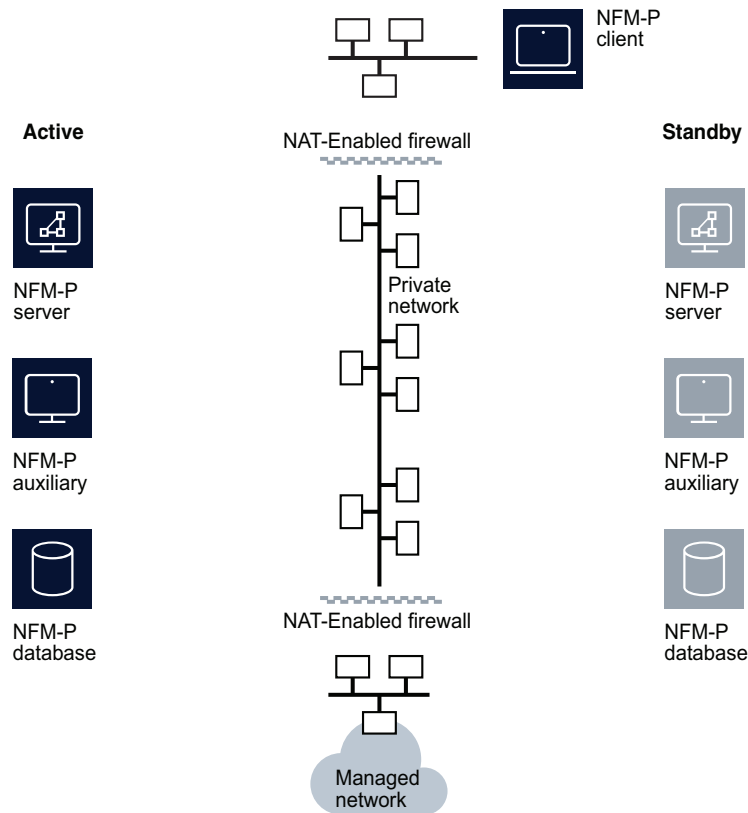 NFM-P
client
Active
NAT-Enabled firewall
Standby
NFM-P
server
Private
network
NFM-P
server
NFM-P
auxiliary
NFM-P
auxiliary
NAT-Enabled firewall
NFM-P
database
NFM-P
database
Managed
network